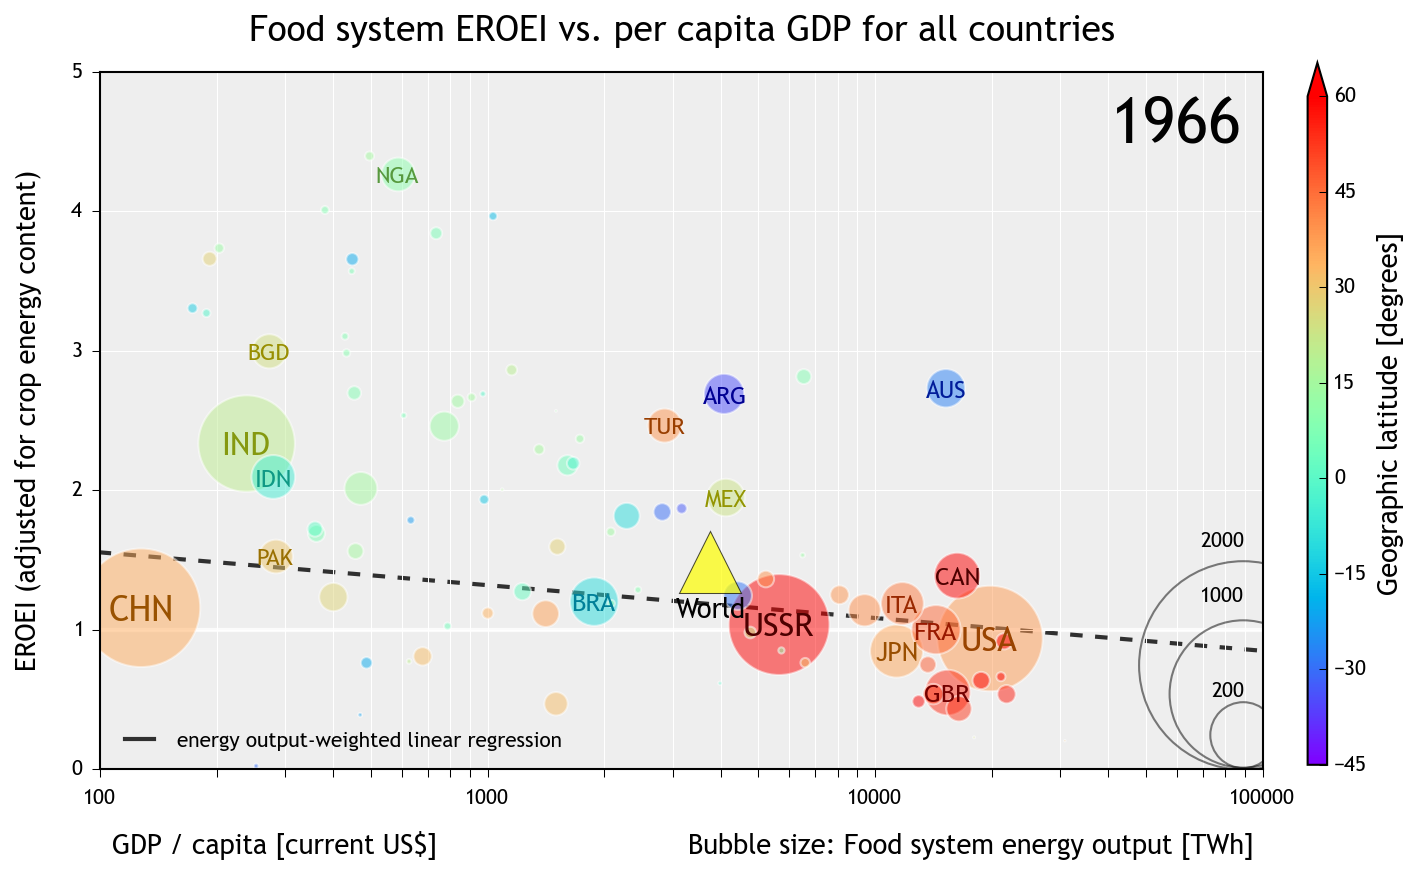 Food system EROEI vs. per capita GDP for all countries
1966
EROEI (adjusted for crop energy content)
5
4
3
2
1
0
NGA
BGD
IND
IDN
PAK
CHN
TUR
ARG
AUS
MEX
World
BRA
USSR
CAN
ITA
FRA
USA
JPN
GBR
2000
1000
200
energy output-weighted linear regression
100
1000
10000
100000
GDP / capita [current US$]
Bubble size: Food system energy output [TWh]
60
45
30
15
0
−15
−30
−45
Geographic latitude [degrees]